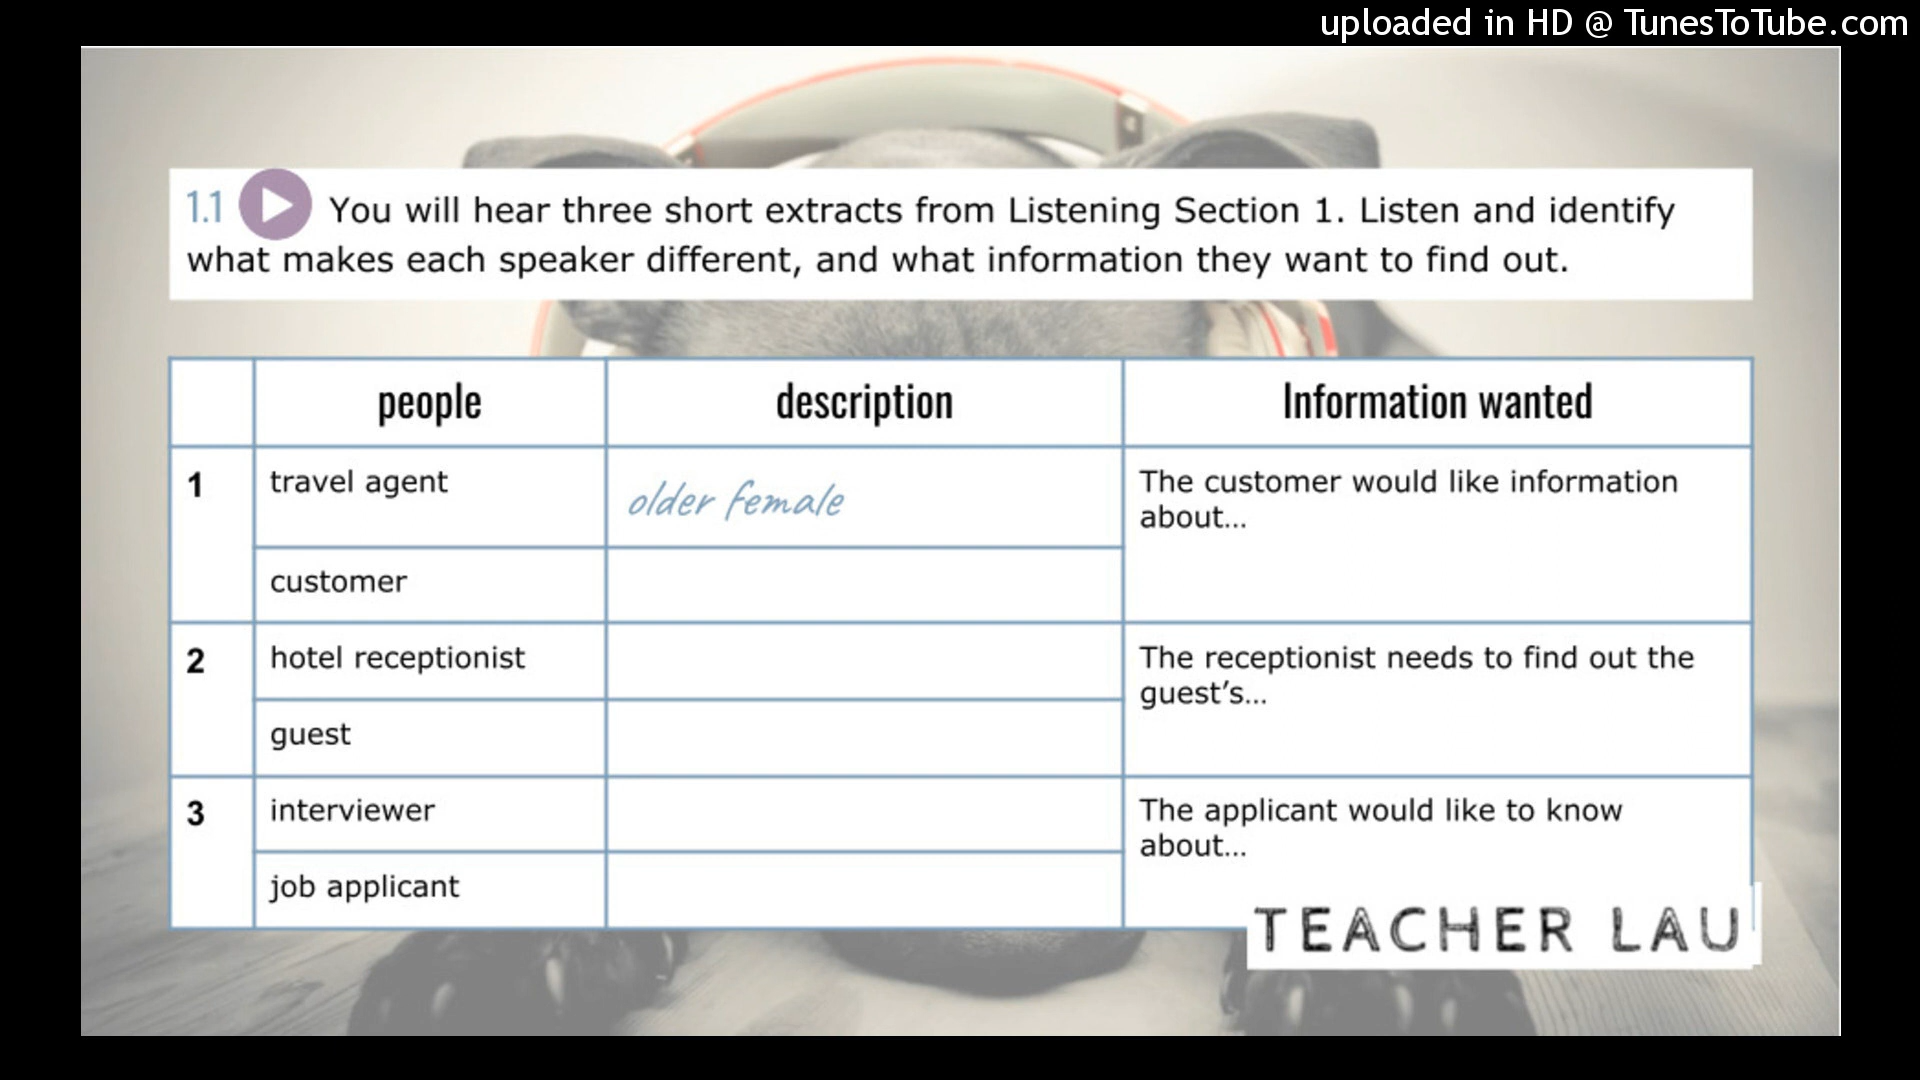 uploaded in HD @ TunesToTube.com
1.1 You will hear three short extracts from Listening Section 1. Listen and identify
what makes each speaker different, and what information they want to find out.
people description Information wanted
1 travel agent older female The customer would like information
about...
customer
2 hotel receptionist The receptionist needs to find out the
guest’s...
guest
3 interviewer The applicant would like to know
about...
job applicant
TEACHER LAU